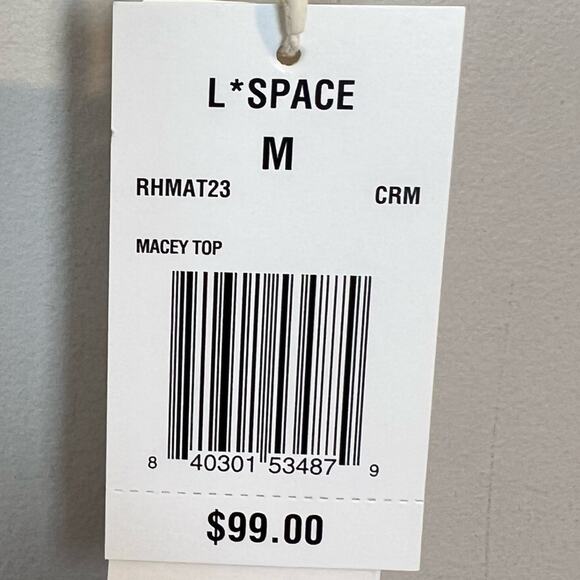 L*SPACE
M
RHMAT23 CRM
MACEY TOP
8 40301 53487 9
$99.00